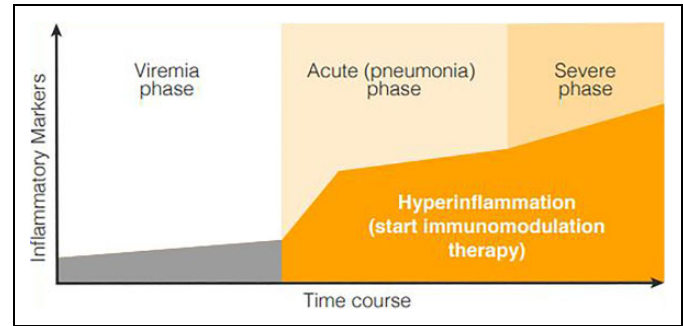 Viremia
phase
Acute (pneumonia)
phase
Severe
phase
Inflammatory Markers
Hyperinflammation
(start immunomodulation
therapy)
Time course